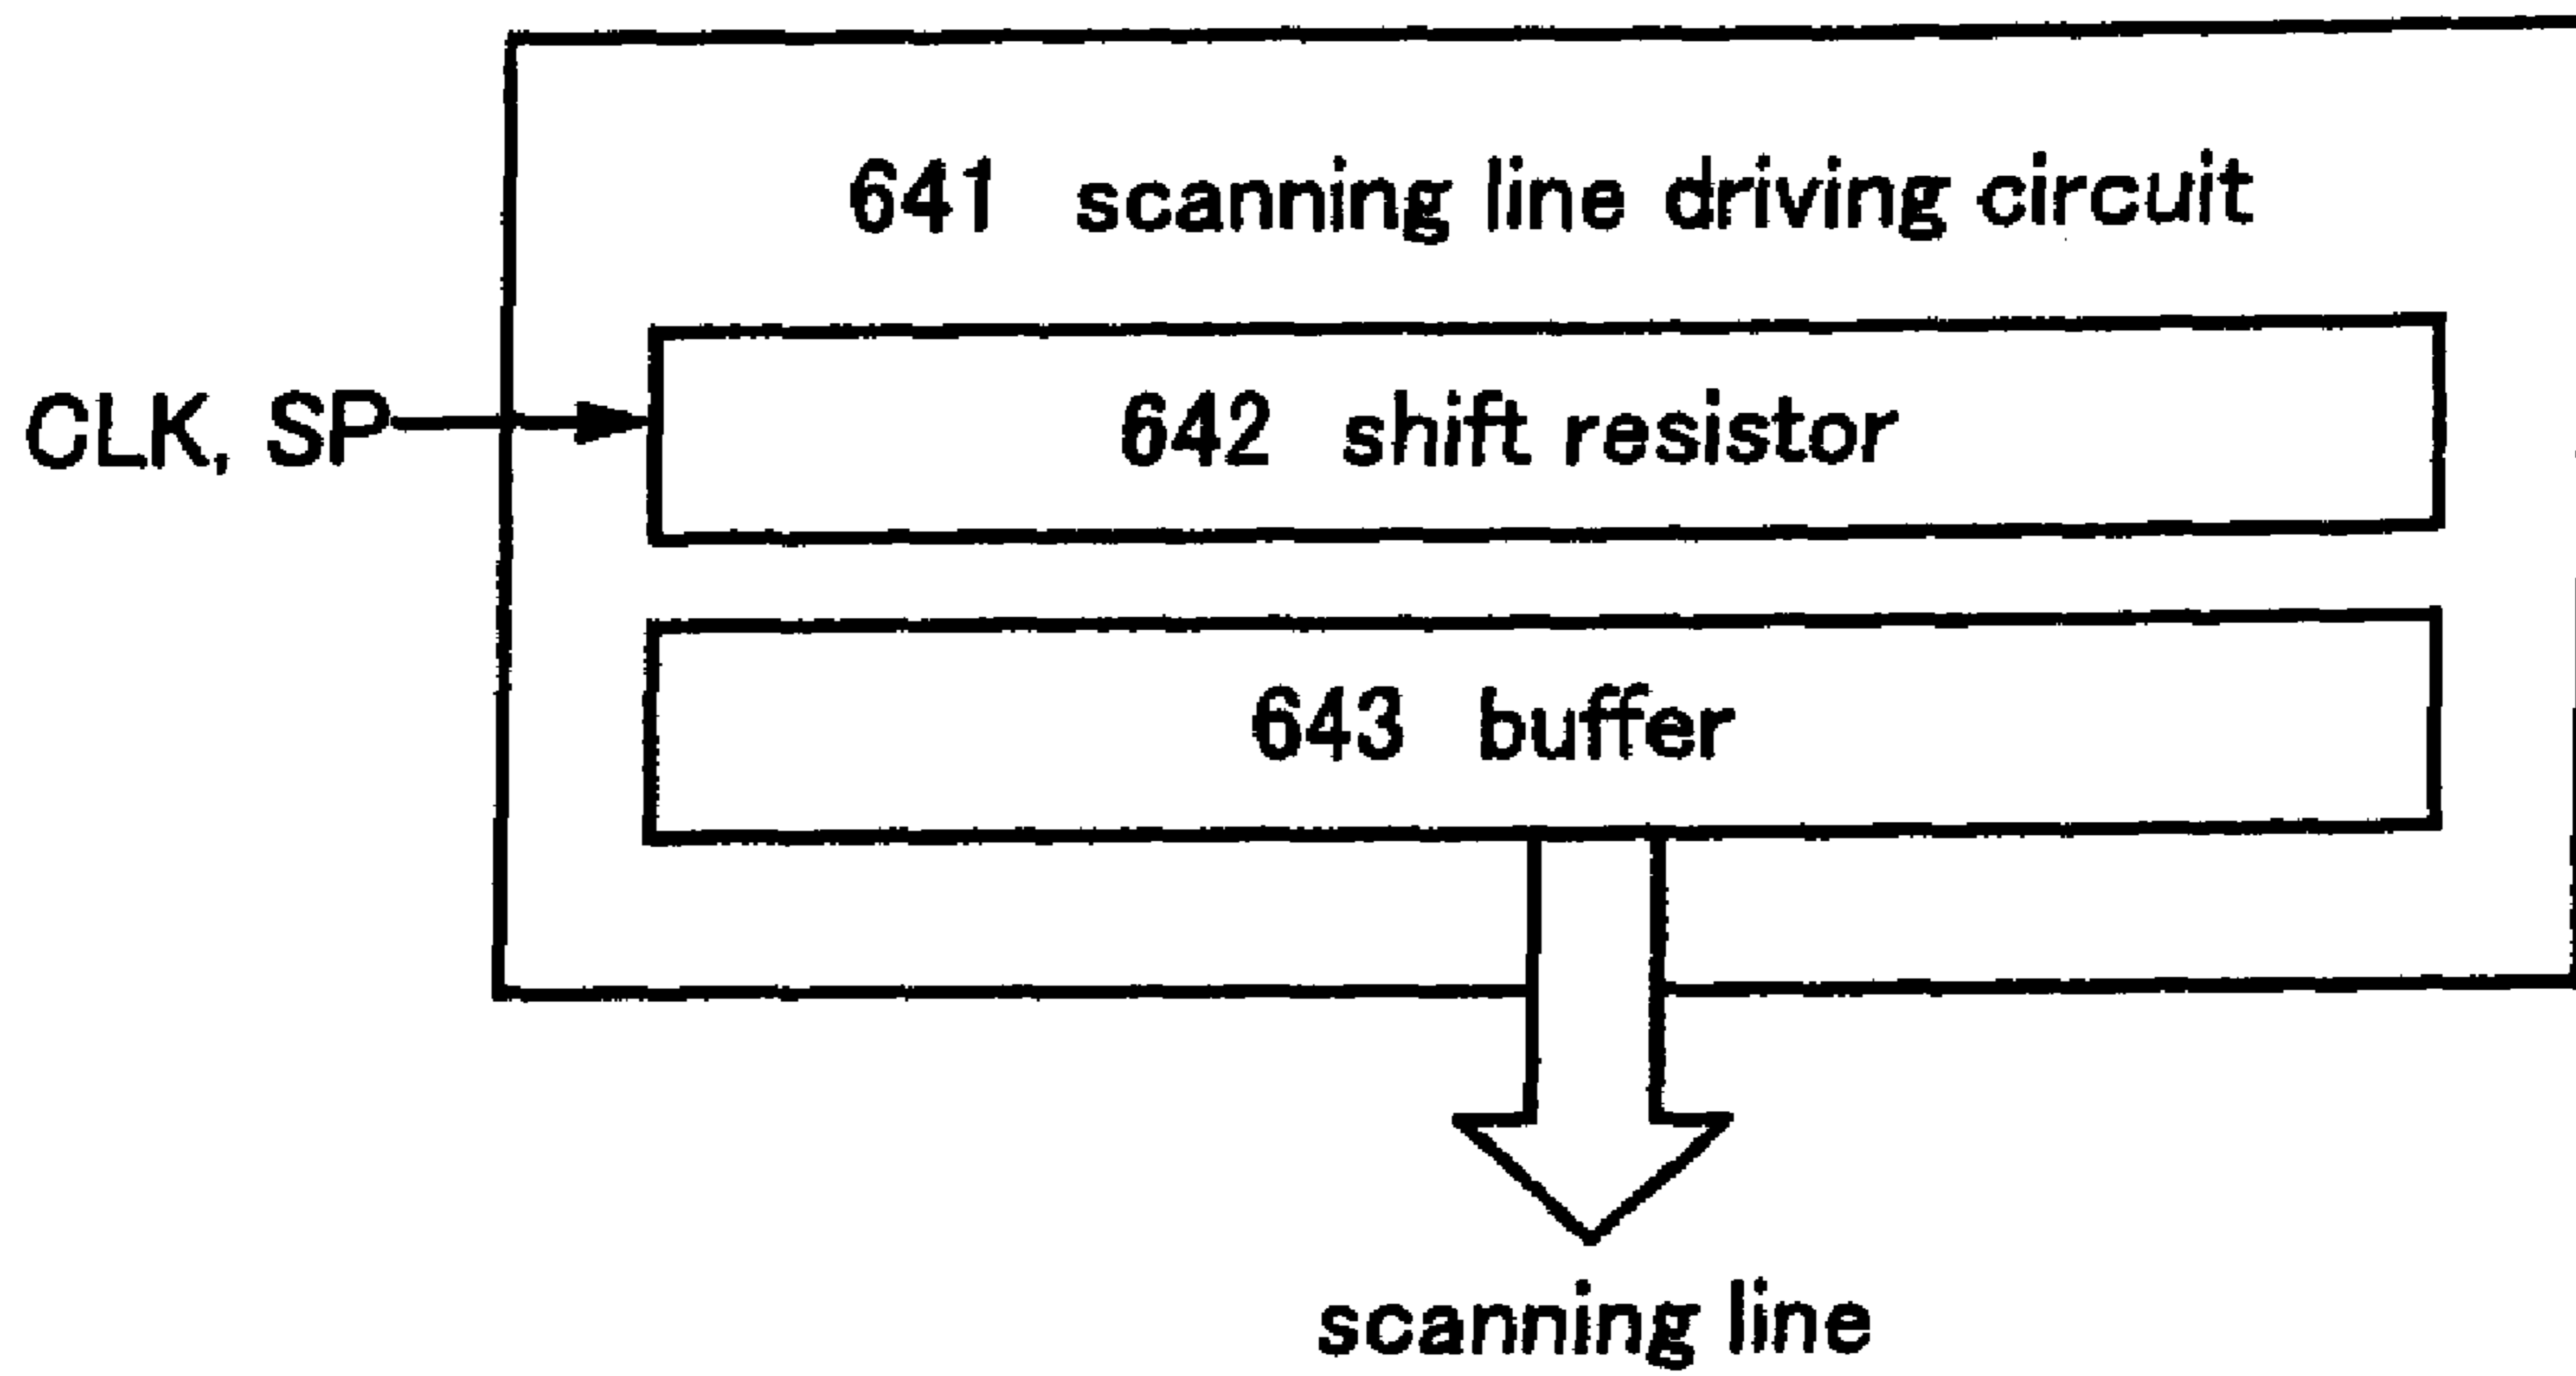 641 scanning line driving circuit
CLK, SP
642 shift resistor
643 buffer
scanning line